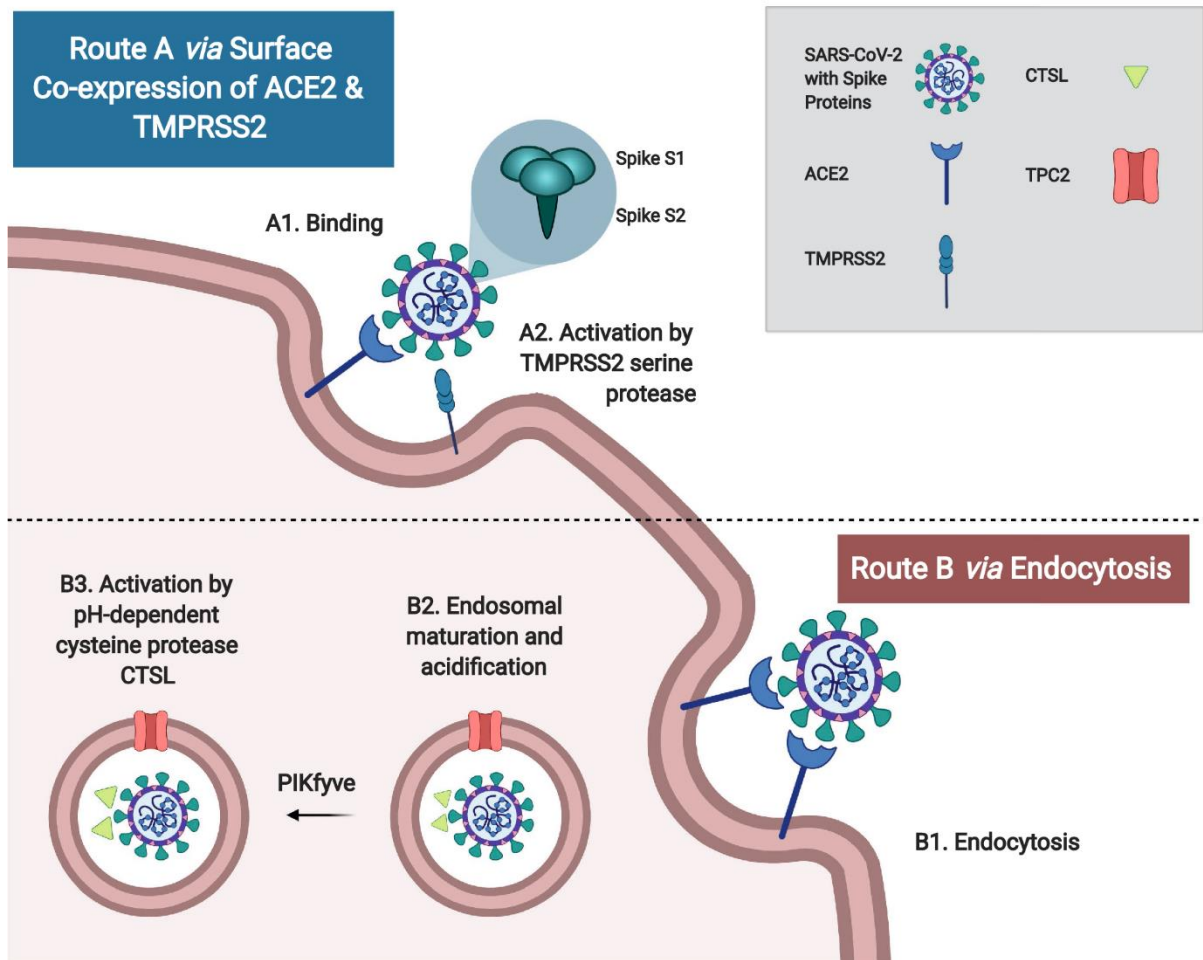 Route A via Surface
Co-expression of ACE2 &
TMPRSS2
SARS-CoV-2
with Spike
Proteins
CTSL
ACE2
TPC2
TMPRSS2
Spike S1
Spike S2
A1. Binding
A2. Activation by
TMPRSS2 serine
protease
Route B via Endocytosis
B3. Activation by
pH-dependent
cysteine protease
CTSL
B2. Endosomal
maturation and
acidification
PIKfyve
B1. Endocytosis